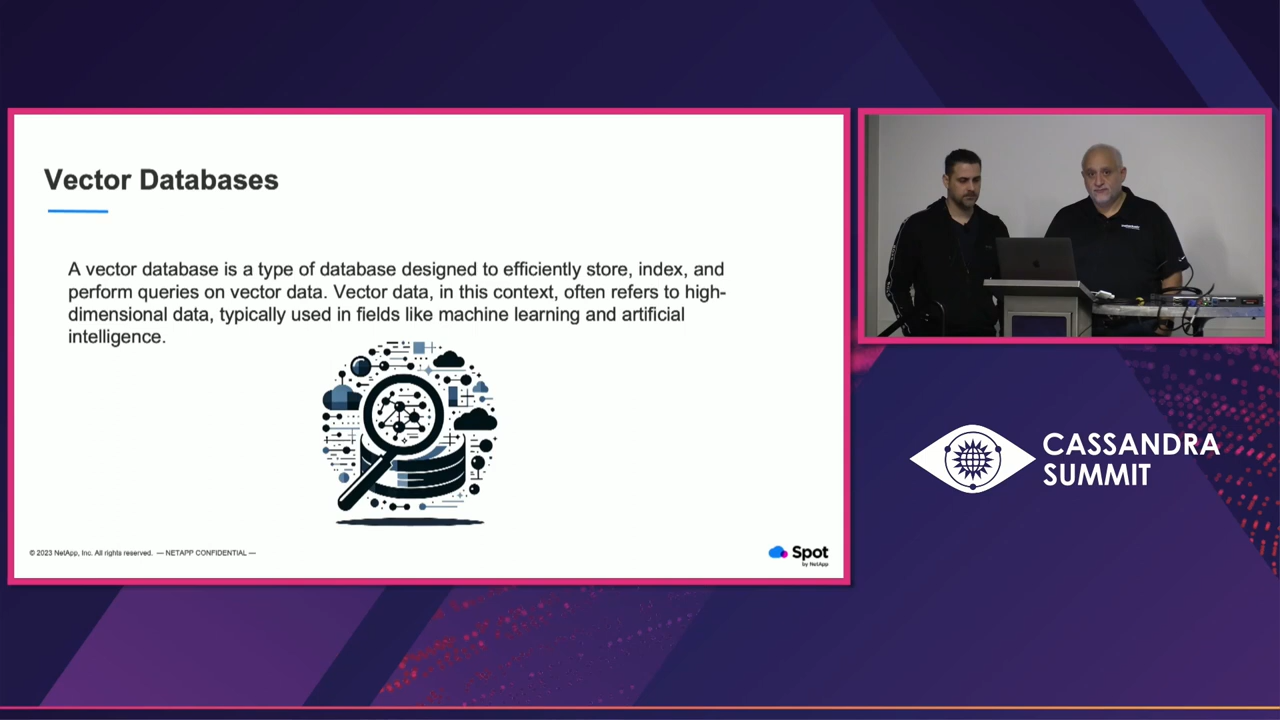 Vector Databases
A vector database is a type of database designed to efficiently store, index, and
perform queries on vector data. Vector data, in this context, often refers to high-
dimensional data, typically used in fields like machine learning and artificial
intelligence.
© 2023 NetApp, Inc. All rights reserved. — NETAPP CONFIDENTIAL —
Spot
by NetApp
CASSANDRA
SUMMIT